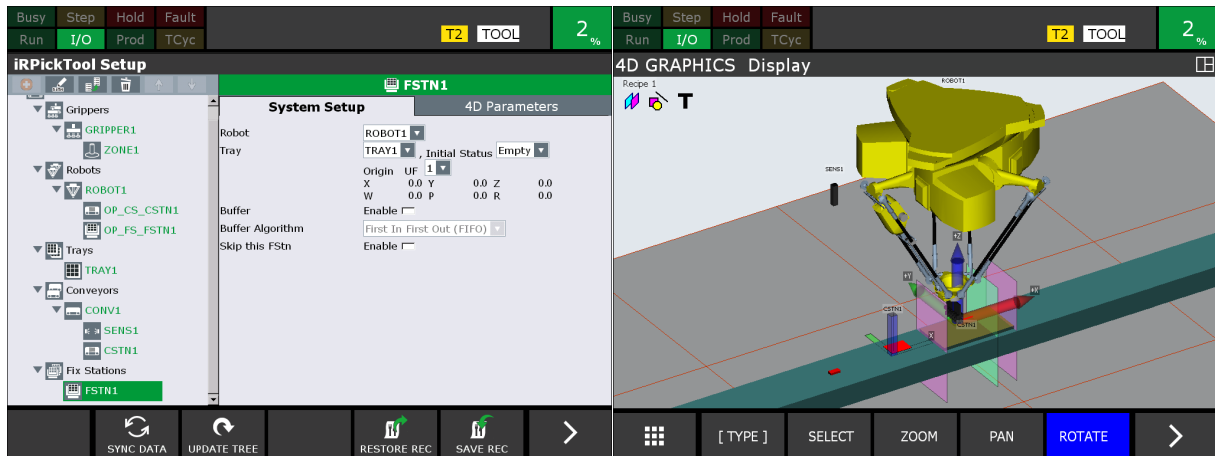 Busy Step Hold Fault
Run I/O Prod TCyc
T2 TOOL
2 %
iRPickTool Setup
FSTN1
System Setup 4D Parameters
Grippers
GRIPPER1
ZONE1
Robots
ROBOT1
OP_CS_CSTN1
OP_FS_FSTN1
Trays
TRAY1
Conveyors
CONV1
SENS1
CSTN1
Fix Stations
FSTN1
Robot ROBOT1
Tray TRAY1 , Initial Status Empty
Origin UF 1
X 0.0 Y 0.0 Z 0.0
W 0.0 P 0.0 R 0.0
Buffer Enable
Buffer Algorithm First In First Out (FIFO)
Skip this FStn Enable
SYNC DATA UPDATE TREE RESTORE REC SAVE REC >
Busy Step Hold Fault
Run I/O Prod TCyc
T2 TOOL
2 %
4D GRAPHICS Display
Recipe 1
T
ROBOT1
SENS1
+Z
+Y
+X
CSTN1
CSTN1
X
[ TYPE ] SELECT ZOOM PAN ROTATE >